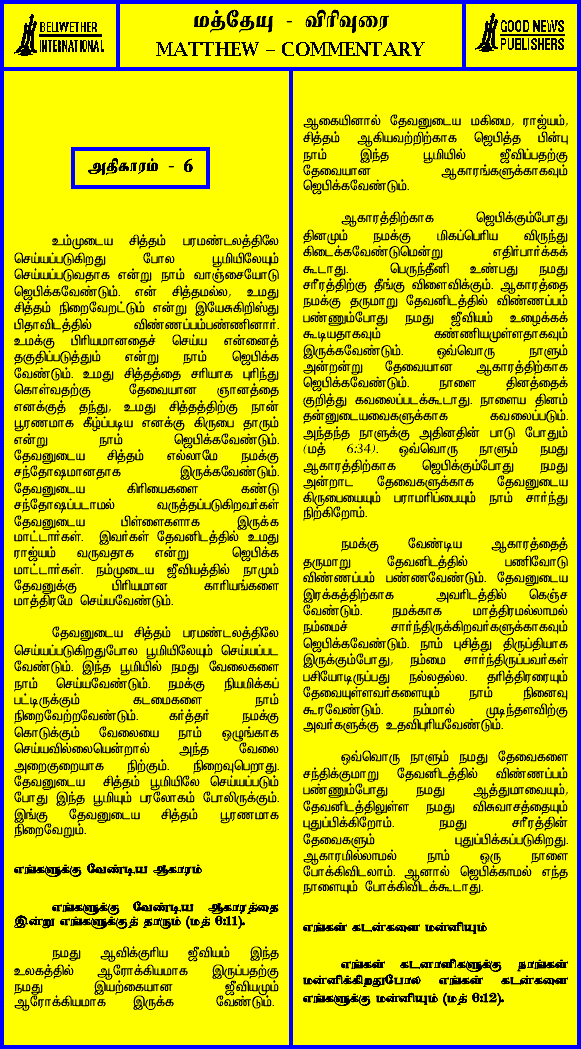 BELIWETHER
INTERNATIONAL
மத்தேயு - விரிவுரை
MATTHEW – COMMENTARY
GOOD NEWS
PUBLISHERS
அதிகாரம் - 6
உம்முடைய சித்தம் பரமண்டலத்திலே
செய்யப்படுகிறது போல பூமியிலேயும்
செய்யப்படுவதாக என்று நாம் வாஞ்சையோடு
ஜெபிக்கவேண்டும். என் சித்தமல்ல, உமது
சித்தம் நிறைவேறட்டும் என்று இயேசுகிறிஸ்து
பிதாவிடத்தில் விண்ணப்பம்பண்ணினார்.
உமக்கு பிரியமானதைச் செய்ய என்னைத்
தகுதிப்படுத்தும் என்று நாம் ஜெபிக்க
வேண்டும். உமது சித்தத்தை சரியாக புரிந்து
கொள்வதற்கு தேவையான ஞானத்தை
எனக்குத் தந்து, உமது சித்தத்திற்கு நான்
பூரணமாக கீழ்ப்படிய எனக்கு கிருபை தாரும்
என்று நாம் ஜெபிக்கவேண்டும்.
தேவனுடைய சித்தம் எல்லாமே நமக்கு
சந்தோஷமானதாக இருக்கவேண்டும்.
தேவனுடைய கிரியைகளை கண்டு
சந்தோஷப்படாமல் வருத்தப்படுகிறவர்கள்
தேவனுடைய பிள்ளைகளாக இருக்க
மாட்டார்கள். இவர்கள் தேவனிடத்தில் உமது
ராஜ்யம் வருவதாக என்று ஜெபிக்க
மாட்டார்கள். நம்முடைய ஜீவியத்தில் நாமும்
தேவனுக்கு பிரியமான காரியங்களை
மாத்திரமே செய்யவேண்டும்.
தேவனுடைய சித்தம் பரமண்டலத்திலே
செய்யப்படுகிறதுபோல பூமியிலேயும் செய்யப்பட
வேண்டும். இந்த பூமியில் நமது வேலைகளை
நாம் செய்யவேண்டும். நமக்கு நியமிக்கப்
பட்டிருக்கும் கடமைகளை நாம்
நிறைவேற்றவேண்டும். கர்த்தர் நமக்கு
கொடுக்கும் வேலையை நாம் ஒழுங்காக
செய்யவில்லையென்றால் அந்த வேலை
அறைகுறையாக நிற்கும். நிறைவுபெறாது.
தேவனுடைய சித்தம் பூமியிலே செய்யப்படும்
போது இந்த பூமியும் பரலோகம் போலிருக்கும்.
இங்கு தேவனுடைய சித்தம் பூரணமாக
நிறைவேறும்.
எங்களுக்கு வேண்டிய ஆகாரம்
எங்களுக்கு வேண்டிய ஆகாரத்தை
இன்று எங்களுக்குத் தாரும் (மத் 6:11).
நமது ஆவிக்குரிய ஜீவியம் இந்த
உலகத்தில் ஆரோக்கியமாக இருப்பதற்கு
நமது இயற்கையான ஜீவியமும்
ஆரோக்கியமாக இருக்க வேண்டும்.
ஆகையினால் தேவனுடைய மகிமை, ராஜ்யம்,
சித்தம் ஆகியவற்றிற்காக ஜெபித்த பின்பு
நாம் இந்த பூமியில் ஜீவிப்பதற்கு
தேவையான ஆகாரங்களுக்காகவும்
ஜெபிக்கவேண்டும்.
ஆகாரத்திற்காக ஜெபிக்கும்போது
தினமும் நமக்கு மிகப்பெரிய விருந்து
கிடைக்கவேண்டுமென்று எதிர்பார்க்கக்
கூடாது. பெருந்தீனி உண்பது நமது
சரீரத்திற்கு தீங்கு விளைவிக்கும். ஆகாரத்தை
நமக்கு தருமாறு தேவனிடத்தில் விண்ணப்பம்
பண்ணும்போது நமது ஜீவியம் உழைக்கக்
கூடியதாகவும் கண்ணியமுள்ளதாகவும்
இருக்கவேண்டும். ஒவ்வொரு நாளும்
அன்றன்று தேவையான ஆகாரத்திற்காக
ஜெபிக்கவேண்டும். நாளை தினத்தைக்
குறித்து கவலைப்படக்கூடாது. நாளைய தினம்
தன்னுடையவைகளுக்காக கவலைப்படும்.
அந்தந்த நாளுக்கு அதினதின் பாடு போதும்
(மத் 6:34). ஒவ்வொரு நாளும் நமது
ஆகாரத்திற்காக ஜெபிக்கும்போது நமது
அன்றாட தேவைகளுக்காக தேவனுடைய
கிருபையையும் பராமரிப்பையும் நாம் சார்ந்து
நிற்கிறோம்.
நமக்கு வேண்டிய ஆகாரத்தைத்
தருமாறு தேவனிடத்தில் பணிவோடு
விண்ணப்பம் பண்ணவேண்டும். தேவனுடைய
இரக்கத்திற்காக அவரிடத்தில் கெஞ்ச
வேண்டும். நமக்காக மாத்திரமல்லாமல்
நம்மைச் சார்ந்திருக்கிறவர்களுக்காகவும்
ஜெபிக்கவேண்டும். நாம் புசித்து திருப்தியாக
இருக்கும்போது, நம்மை சார்ந்திருப்பவர்கள்
பசியோடிருப்பது நல்லதல்ல. தரித்திரரையும்
தேவையுள்ளவர்களையும் நாம் நினைவு
கூரவேண்டும். நம்மால் முடிந்தளவிற்கு
அவர்களுக்கு உதவிபுரியவேண்டும்.
ஒவ்வொரு நாளும் நமது தேவைகளை
சந்திக்குமாறு தேவனிடத்தில் விண்ணப்பம்
பண்ணும்போது நமது ஆத்துமாவையும்,
தேவனிடத்திலுள்ள நமது விசுவாசத்தையும்
புதுப்பிக்கிறோம். நமது சரீரத்தின்
தேவைகளும் புதுப்பிக்கப்படுகிறது.
ஆகாரமில்லாமல் நாம் ஒரு நாளை
போக்கிவிடலாம். ஆனால் ஜெபிக்காமல் எந்த
நாளையும் போக்கிவிடக்கூடாது.
எங்கள் கடன்களை மன்னியும்
எங்கள் கடனாளிகளுக்கு நாங்கள்
மன்னிக்கிறதுபோல எங்கள் கடன்களை
எங்களுக்கு மன்னியும் (மத் 6:12).